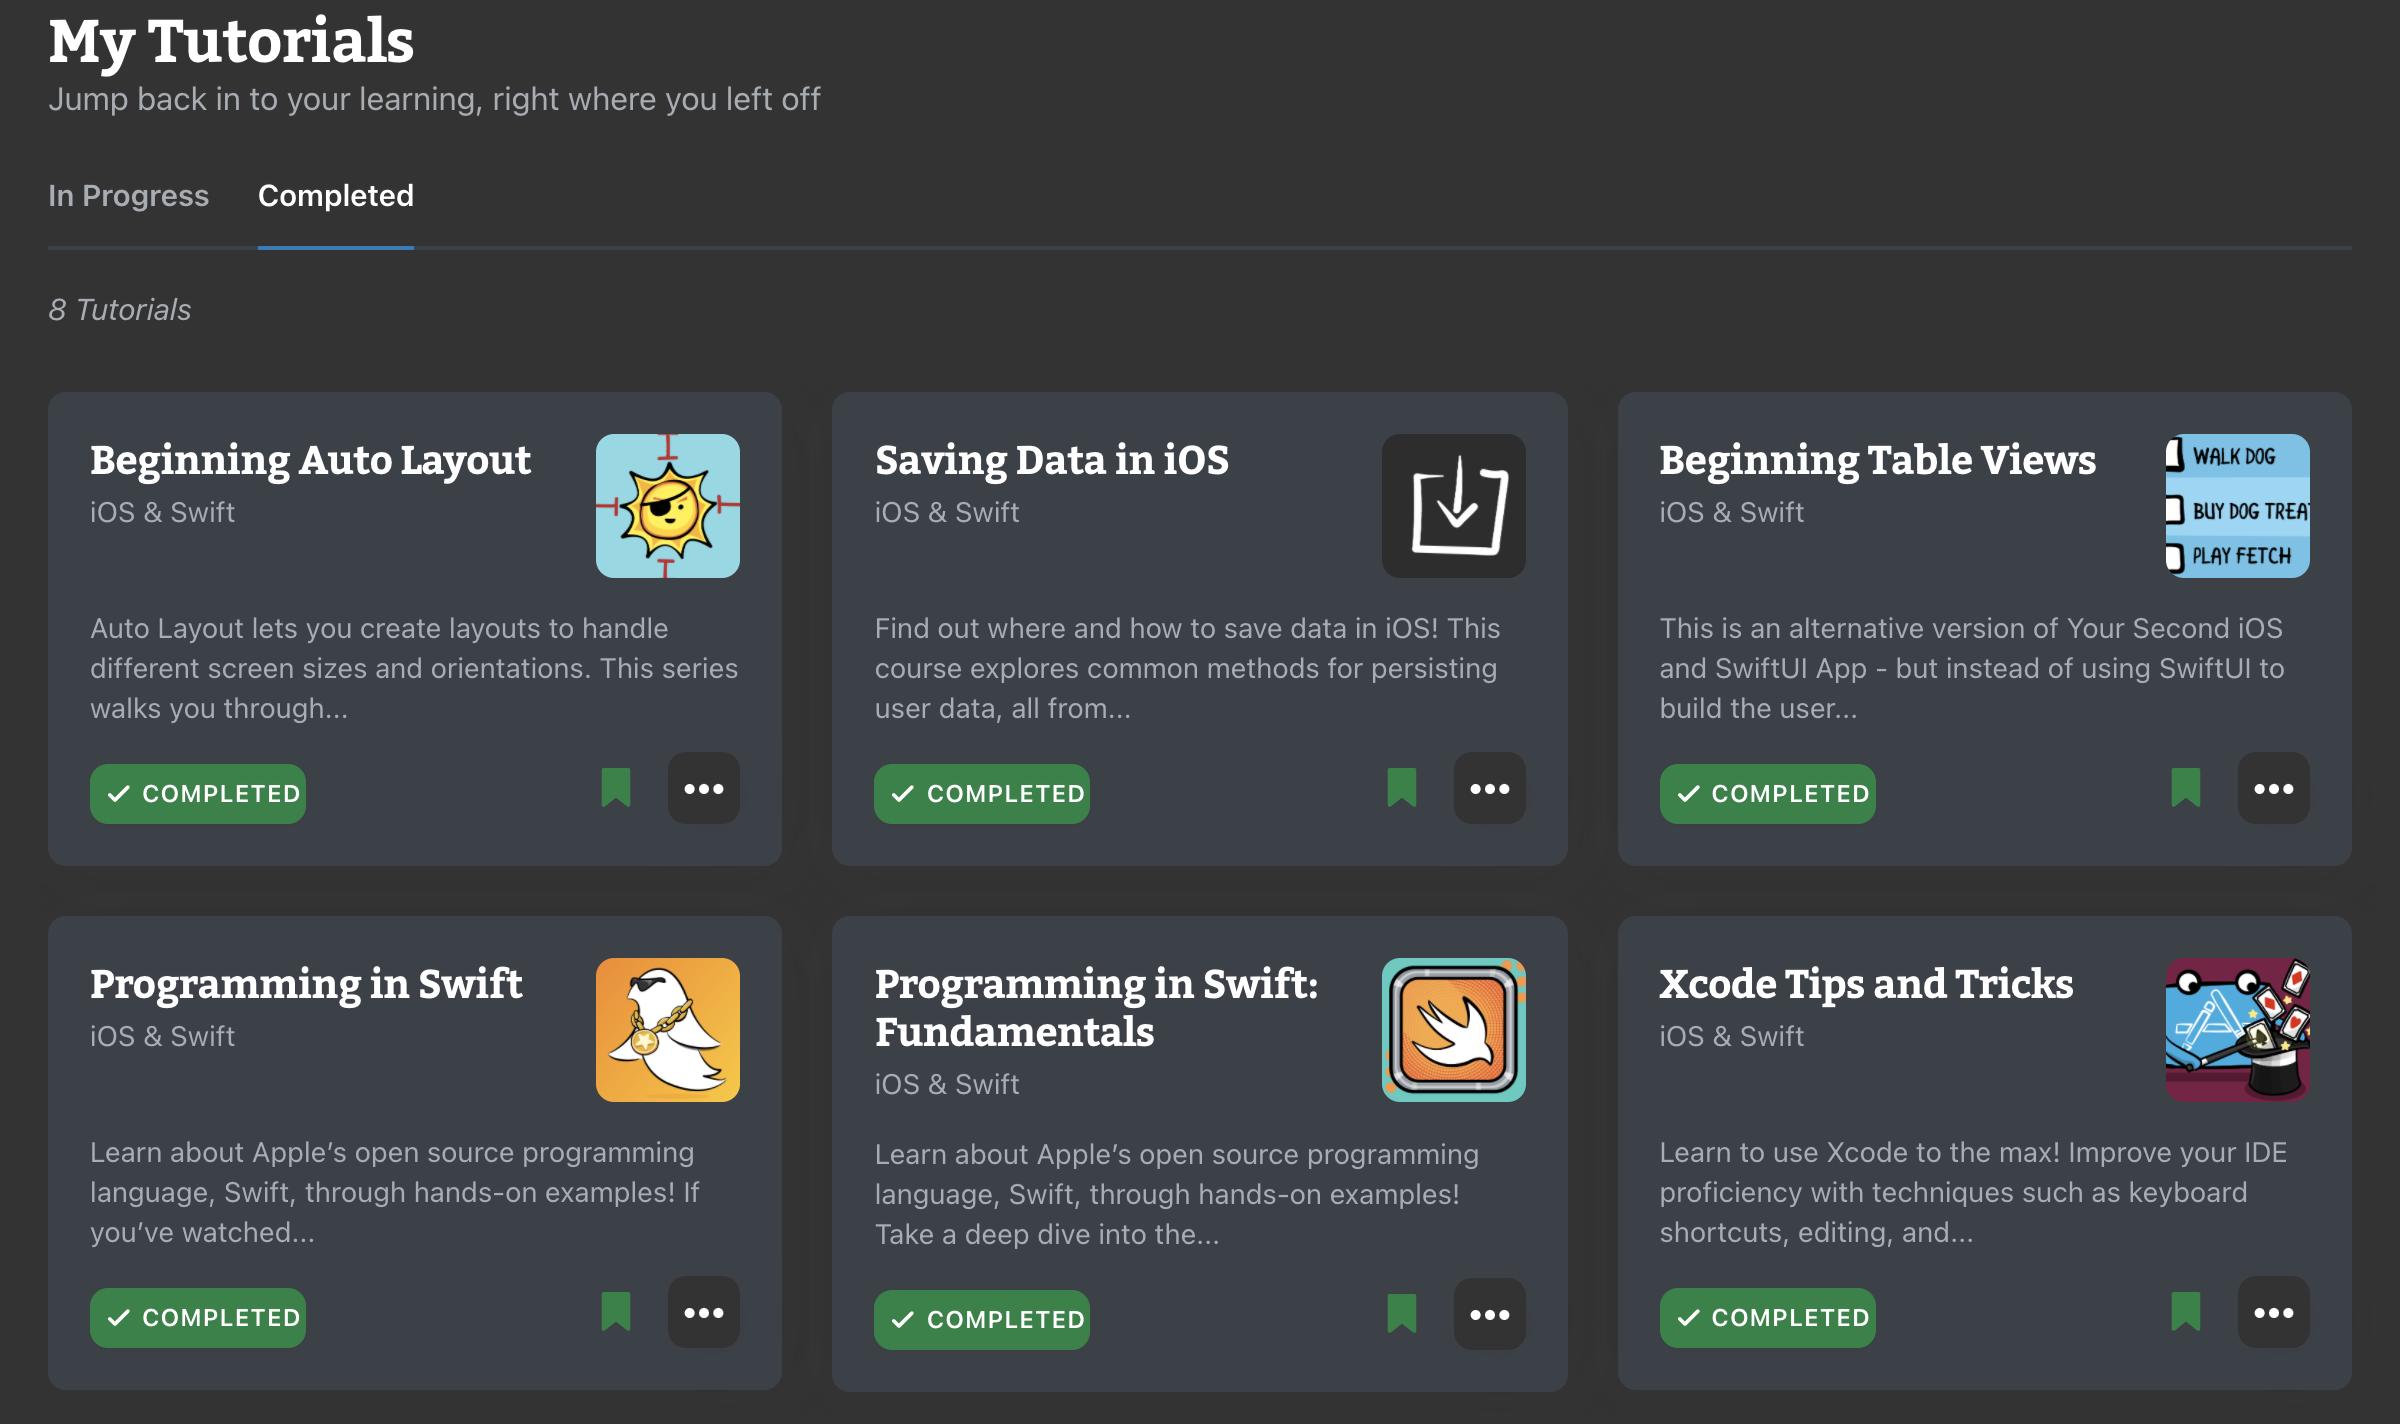 My Tutorials
Jump back in to your learning, right where you left off
In Progress
Completed
8 Tutorials
Beginning Auto Layout
iOS & Swift
Auto Layout lets you create layouts to handle
different screen sizes and orientations. This series
walks you through...
✓ COMPLETED
Saving Data in iOS
iOS & Swift
Find out where and how to save data in iOS! This
course explores common methods for persisting
user data, all from...
✓ COMPLETED
Beginning Table Views
iOS & Swift
WALK DOG
BUY DOG TREA
PLAY FETCH
This is an alternative version of Your Second iOS
and SwiftUI App - but instead of using SwiftUI to
build the user...
✓ COMPLETED
Programming in Swift
iOS & Swift
Learn about Apple’s open source programming
language, Swift, through hands-on examples! If
you’ve watched...
✓ COMPLETED
Programming in Swift:
Fundamentals
iOS & Swift
Learn about Apple’s open source programming
language, Swift, through hands-on examples!
Take a deep dive into the...
✓ COMPLETED
Xcode Tips and Tricks
iOS & Swift
Learn to use Xcode to the max! Improve your IDE
proficiency with techniques such as keyboard
shortcuts, editing, and...
✓ COMPLETED